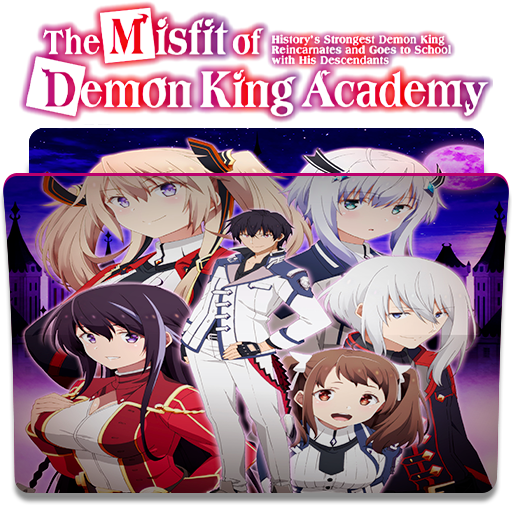 The Misfit of
History's Strongest Demon King
Reincarnates and Goes to School
with His Descendants
Demon King Academy